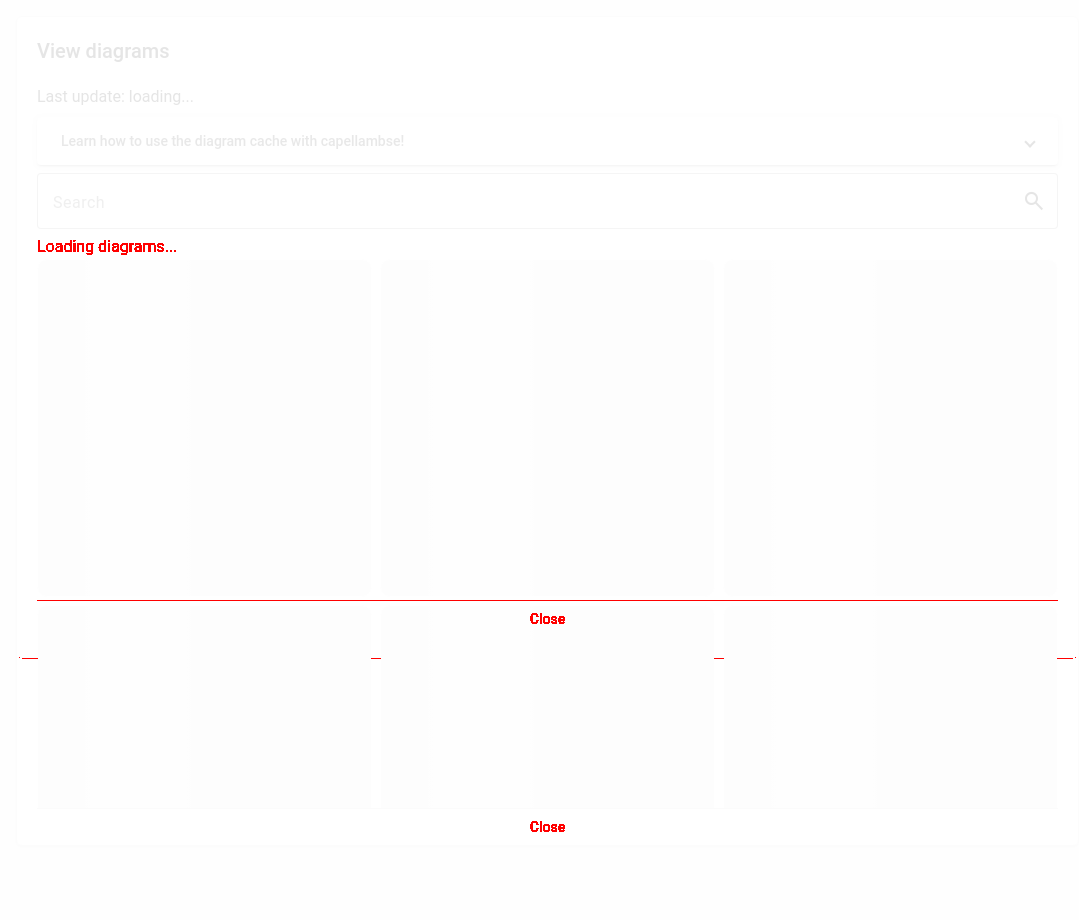 View diagrams
Last update: loading...
Learn how to use the diagram cache with capellambse!
Search
Loading diagrams...
Close
Close